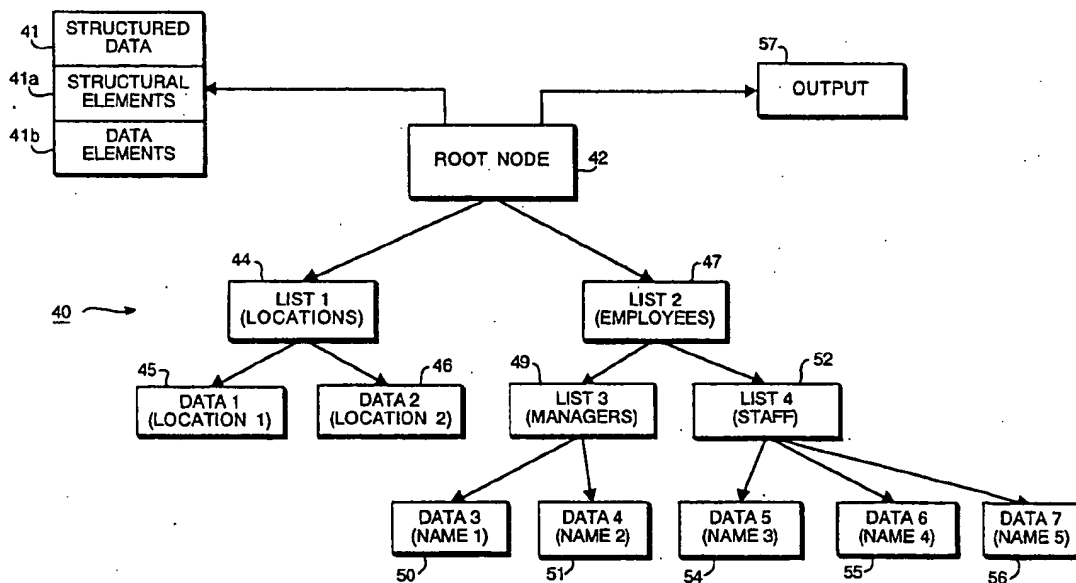 41
STRUCTURED
DATA
41a
STRUCTURAL
ELEMENTS
41b
DATA
ELEMENTS
57
OUTPUT
ROOT NODE
42
44
LIST 1
(LOCATIONS)
47
LIST 2
(EMPLOYEES)
40
45
DATA 1
(LOCATION 1)
46
DATA 2
(LOCATION 2)
49
LIST 3
(MANAGERS)
52
LIST 4
(STAFF)
DATA 3
(NAME 1)
50
DATA 4
(NAME 2)
51
DATA 5
(NAME 3)
54
DATA 6
(NAME 4)
55
DATA 7
(NAME 5)
56